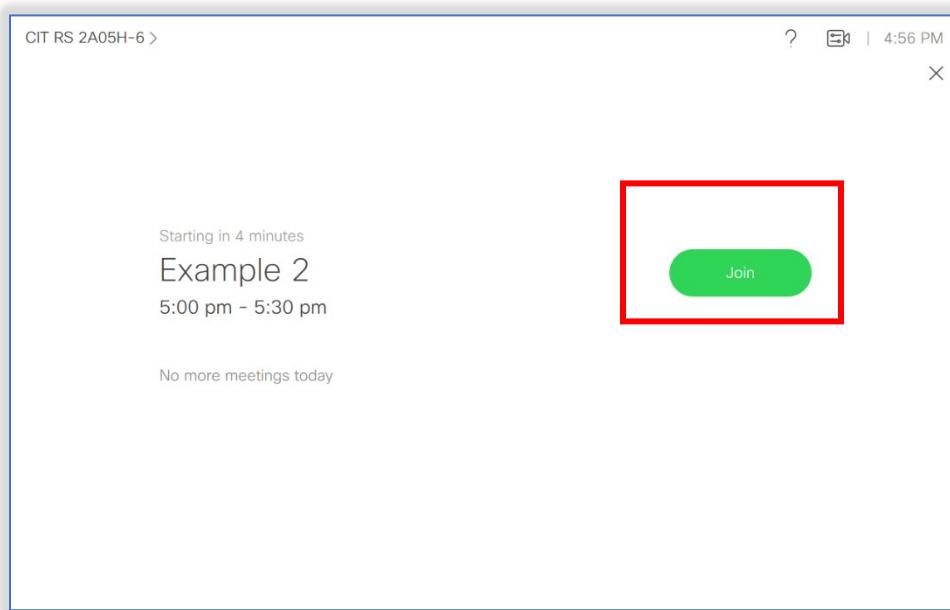 CIT RS 2A05H-6 >
? | 4:56 PM
Starting in 4 minutes
Example 2
5:00 pm - 5:30 pm
Join
No more meetings today